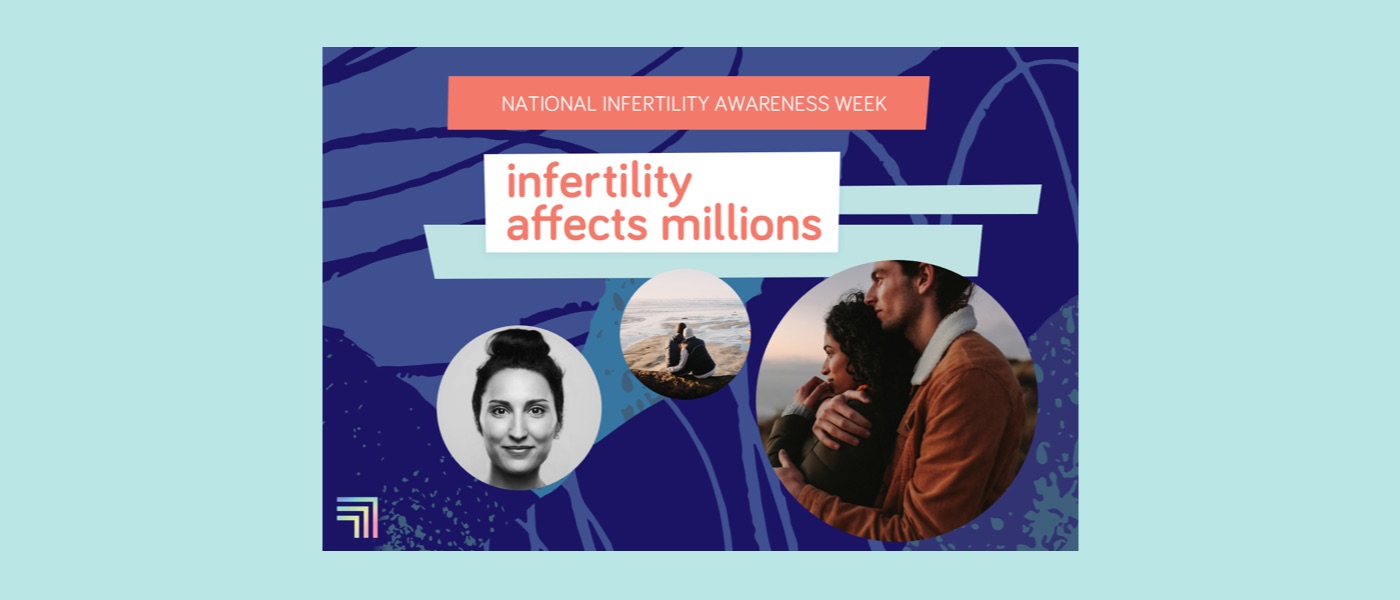 NATIONAL INFERTILITY AWARENESS WEEK
infertility
affects millions